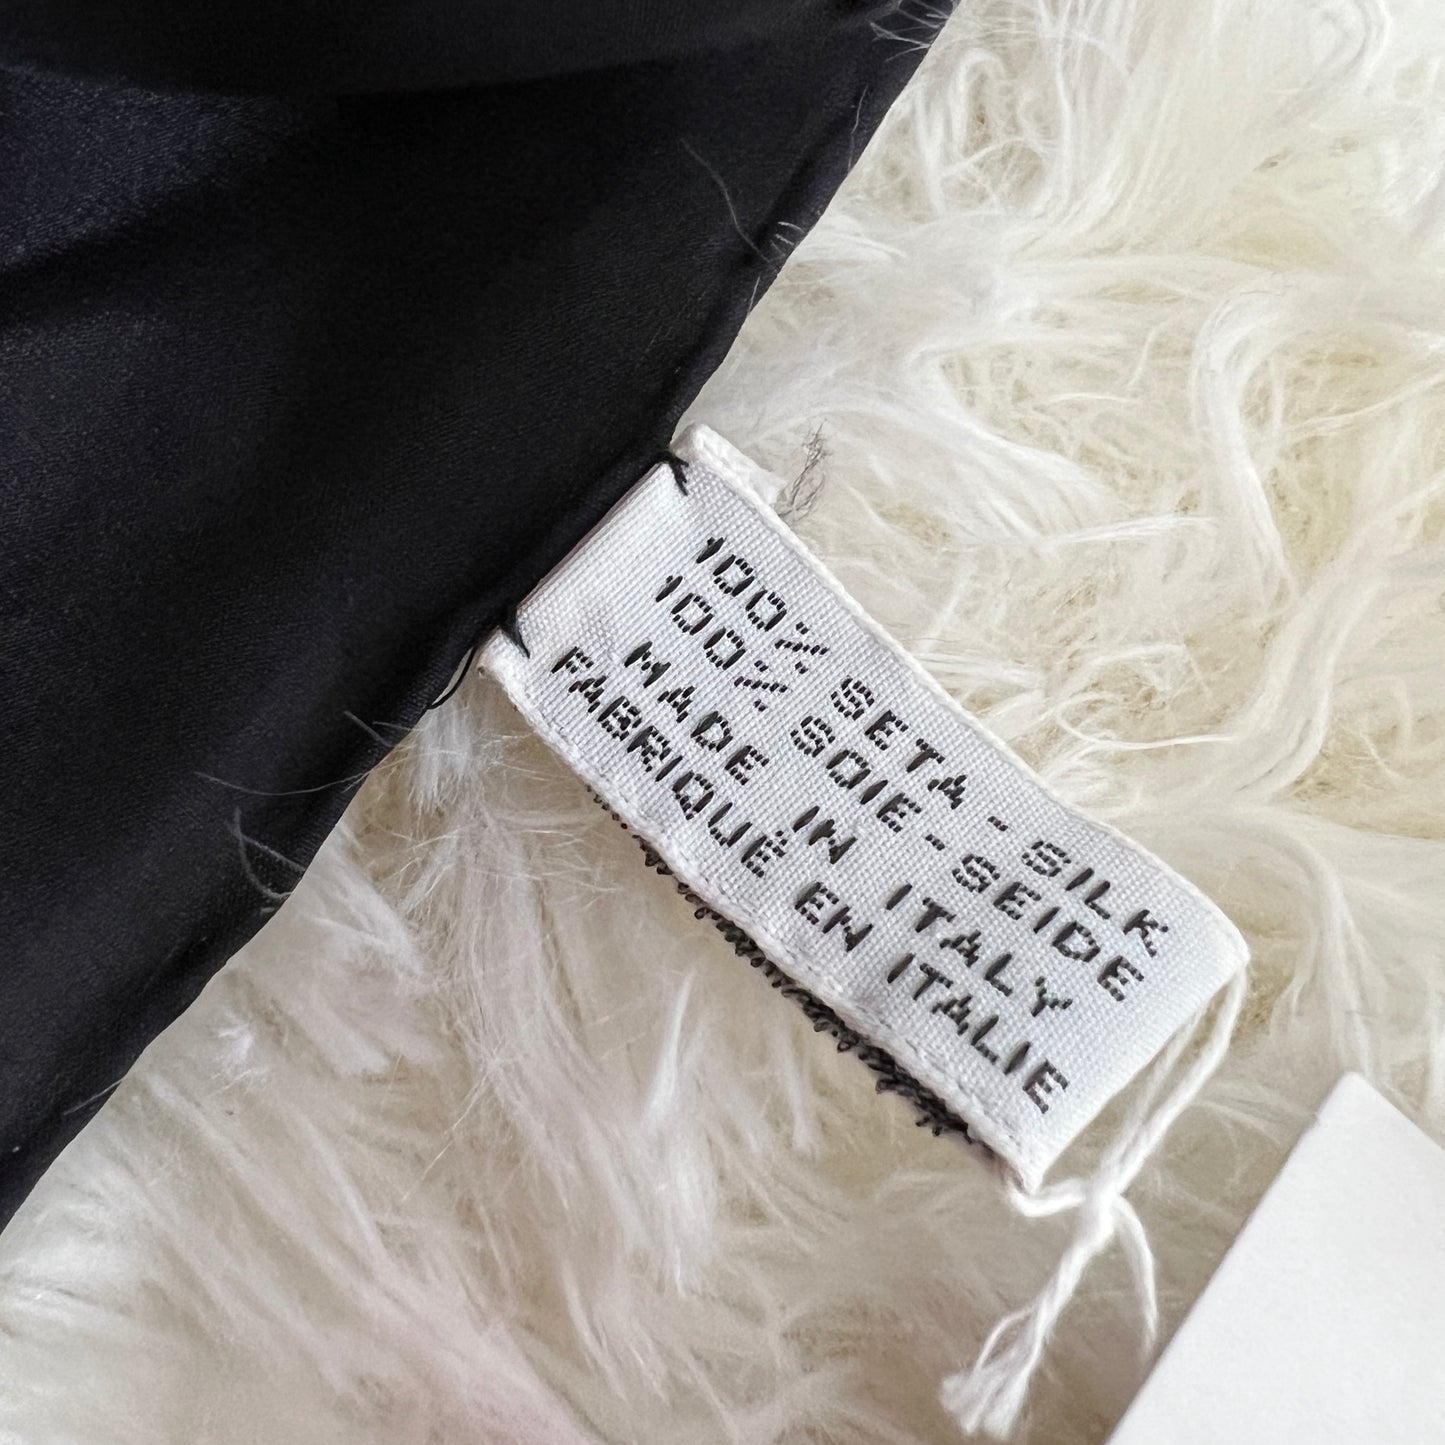 100% SETA - SILK
100% SOIE - SEIDE
MADE IN ITALY
FABRIQUÉ EN ITALIE